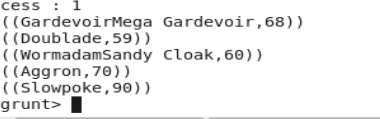 cess : 1
((GardevoirMega Gardevoir,68))
((Doublade,59))
((WormadamSandy Cloak,60))
((Aggron,70))
((Slowpoke,90))
grunt>